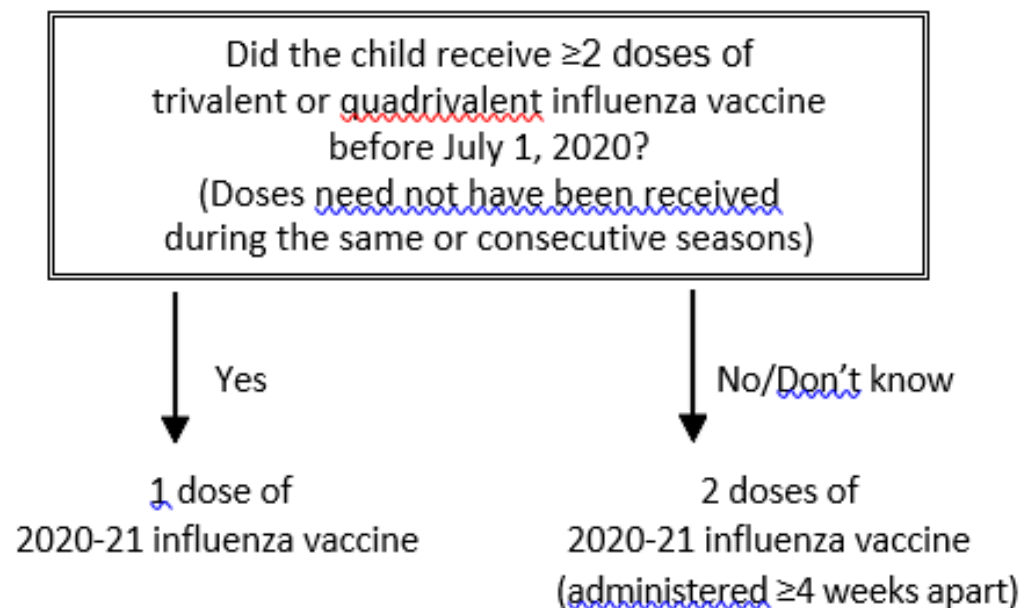 Did the child receive ≥2 doses of
trivalent or quadrivalent influenza vaccine
before July 1, 2020?
(Doses need not have been received
during the same or consecutive seasons)
Yes
No/Don’t know
1 dose of
2020-21 influenza vaccine
2 doses of
2020-21 influenza vaccine
(administered ≥4 weeks apart)